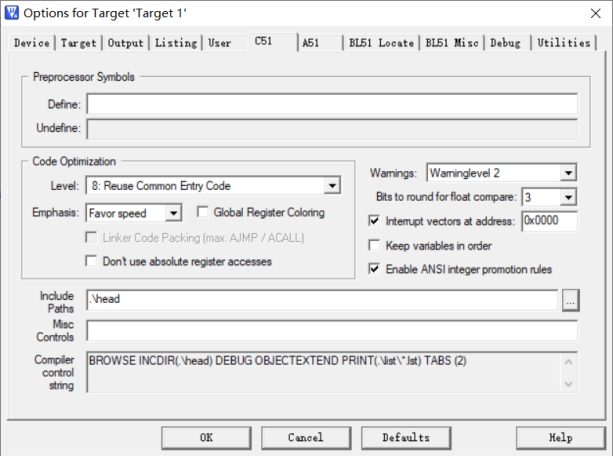 Options for Target 'Target 1'
Device Target Output Listing User C51 A51 BL51 Locate BL51 Misc Debug Utilities
Preprocessor Symbols
Define:
Undefine:
Code Optimization
Level: 8: Reuse Common Entry Code
Emphasis: Favor speed Global Register Coloring
Linker Code Packing (max. AJMP / ACALL)
Don't use absolute register accesses
Warnings: Warninglevel 2
Bits to round for float compare: 3
Interrupt vectors at address: 0x0000
Keep variables in order
Enable ANSI integer promotion rules
Include
Paths
.\head
...
Misc
Controls
Compiler
control
string
BROWSE INCDIR(.\head) DEBUG OBJECTEXTEND PRINT(.\list\*.lst) TABS (2)
OK Cancel Defaults Help